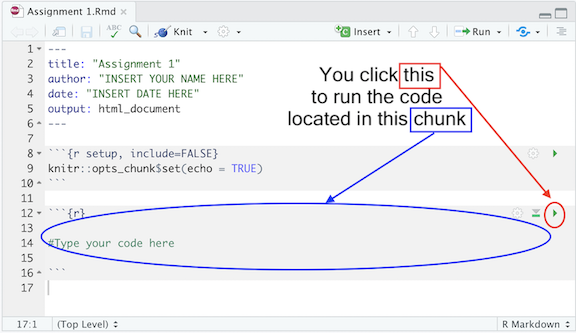 Assignment 1.Rmd
ABC
Knit
Insert
Run
1 ---
2 title: "Assignment 1"
3 author: "INSERT YOUR NAME HERE"
4 date: "INSERT DATE HERE"
5 output: html_document
6 ---
7
8 ```{r setup, include=FALSE}
9 knitr::opts_chunk$set(echo = TRUE)
10 ```
11
12 ```{r}
13
14 #Type your code here
15
16 ```
17
You click this
to run the code
located in this chunk
17:1 (Top Level) R Markdown